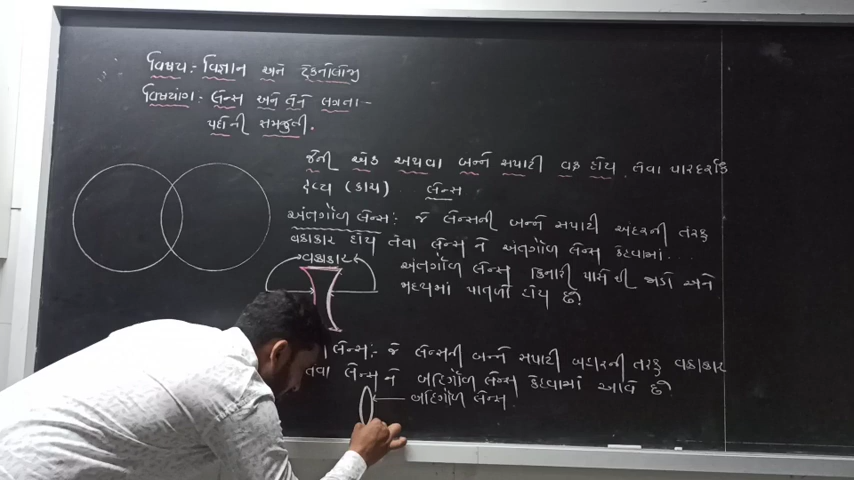 વિષય:- વિજ્ઞાન અને ટેકનોલોજી
વિષયાંગ:- લેન્સ અને તેને લગતા-
પદોની સમજુતી.
જેની એક અથવા બન્ને સપાટી વક્ર હોય તેવા પારદર્શક
દ્રવ્ય (કાચ) .. લેન્સ
અંતર્ગોળ લેન્સ:- જે લેન્સની બન્ને સપાટી અંદરની તરફ
વક્રાકાર હોય તેવા લેન્સ ને અંતર્ગોળ લેન્સ કહેવામાં...
વક્રાકાર
અંતર્ગોળ લેન્સ કિનારી પાસેથી જાડો અને
મધ્યમાં પાતળો હોય છે.
લેન્સ:- જે લેન્સની બન્ને સપાટી બહારની તરફ વક્રાકાર
તેવા લેન્સ ને બહિર્ગોળ લેન્સ કહેવામાં આવે છે
બહિર્ગોળ લેન્સ